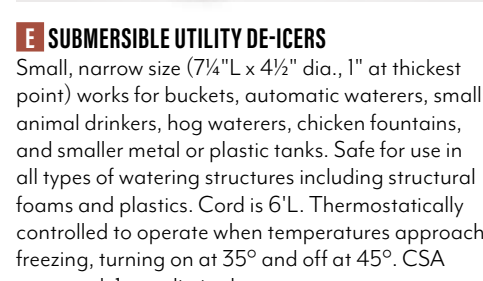 E SUBMERSIBLE UTILITY DE-ICERS
Small, narrow size (7¼"L x 4½" dia., 1" at thickest
point) works for buckets, automatic waterers, small
animal drinkers, hog waterers, chicken fountains,
and smaller metal or plastic tanks. Safe for use in
all types of watering structures including structural
foams and plastics. Cord is 6'L. Thermostatically
controlled to operate when temperatures approach
freezing, turning on at 35° and off at 45°. CSA